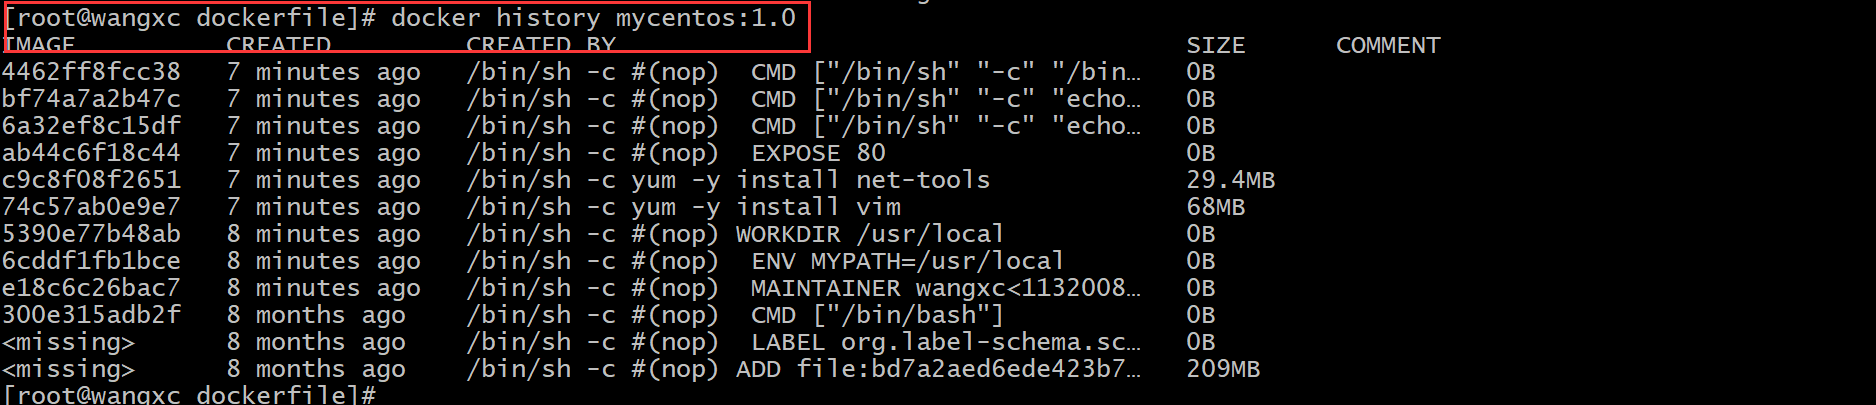 [root@wangxc dockerfile]# docker history mycentos:1.0
IMAGE CREATED CREATED BY SIZE COMMENT
4462ff8fcc38 7 minutes ago /bin/sh -c #(nop) CMD ["/bin/sh" "-c" "/bin… 0B
bf74a7a2b47c 7 minutes ago /bin/sh -c #(nop) CMD ["/bin/sh" "-c" "echo… 0B
6a32ef8c15df 7 minutes ago /bin/sh -c #(nop) CMD ["/bin/sh" "-c" "echo… 0B
ab44c6f18c44 7 minutes ago /bin/sh -c #(nop) EXPOSE 80 0B
c9c8f08f2651 7 minutes ago /bin/sh -c yum -y install net-tools 29.4MB
74c57ab0e9e7 7 minutes ago /bin/sh -c yum -y install vim 68MB
5390e77b48ab 8 minutes ago /bin/sh -c #(nop) WORKDIR /usr/local 0B
6cddf1fb1bce 8 minutes ago /bin/sh -c #(nop) ENV MYPATH=/usr/local 0B
e18c6c26bac7 8 minutes ago /bin/sh -c #(nop) MAINTAINER wangxc<1132008… 0B
300e315adb2f 8 months ago /bin/sh -c #(nop) CMD ["/bin/bash"] 0B
<missing> 8 months ago /bin/sh -c #(nop) LABEL org.label-schema.sc… 0B
<missing> 8 months ago /bin/sh -c #(nop) ADD file:bd7a2aed6ede423b7… 209MB
[root@wangxc dockerfile]#